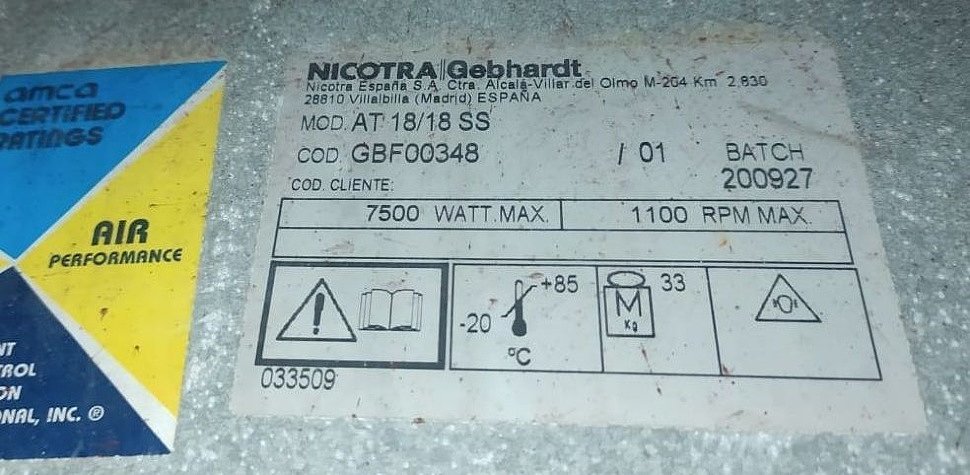 amca
CERTIFIED
RATINGS
AIR
PERFORMANCE
NT
TROL
ON
NAL, INC. ®
NICOTRA Gebhardt
Nicotra España S.A. Ctra. Alcalá-Villar del Olmo M-204 Km 2.830
28810 Villalbilla (Madrid) ESPAÑA
MOD. AT 18/18 SS
COD. GBF00348 / 01 BATCH
200927
COD. CLIENTE:
7500 WATT.MAX. 1100 RPM MAX.
-20 +85
°C
M
Kg
33
033509